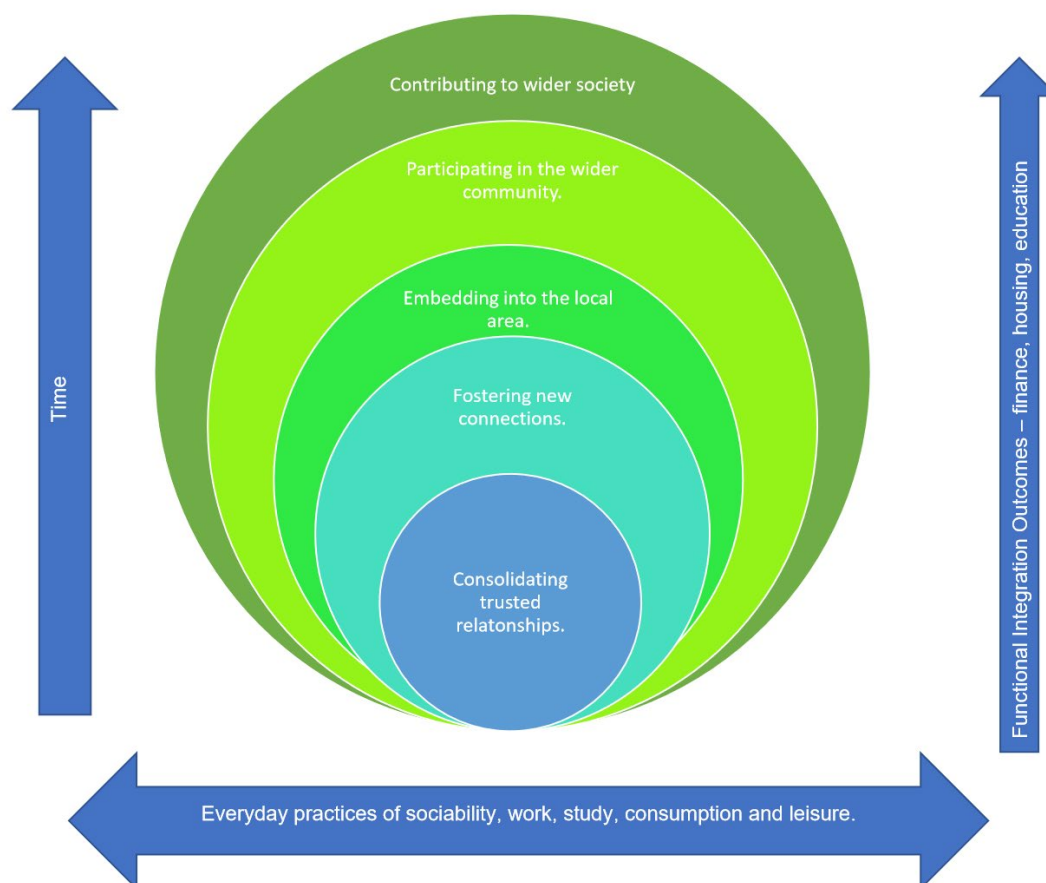 Contributing to wider society
Participating in the wider
community.
Embedding into the local
area.
Fostering new
connections.
Consolidating
trusted
relatonships.
Time
Functional Integration Outcomes – finance, housing, education
Everyday practices of sociability, work, study, consumption and leisure.